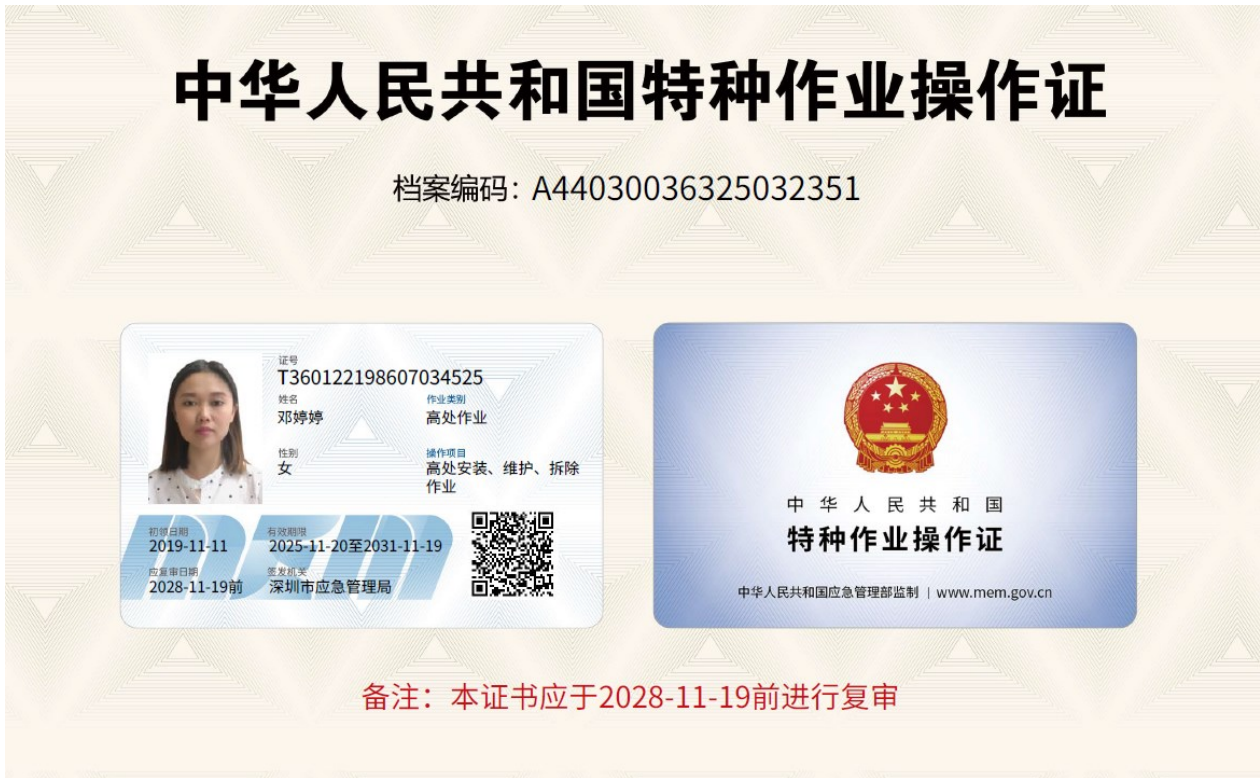 中华人民共和国特种作业操作证
档案编码：A44030036325032351
证号
T360122198607034525
姓名
邓婷婷
作业类别
高处作业
性别
女
操作项目
高处安装、维护、拆除
作业
初领日期
2019-11-11
有效期限
2025-11-20至2031-11-19
应复审日期
2028-11-19前
签发机关
深圳市应急管理局
中华人民共和国
特种作业操作证
中华人民共和国应急管理部监制 | www.mem.gov.cn
备注：本证书应于2028-11-19前进行复审